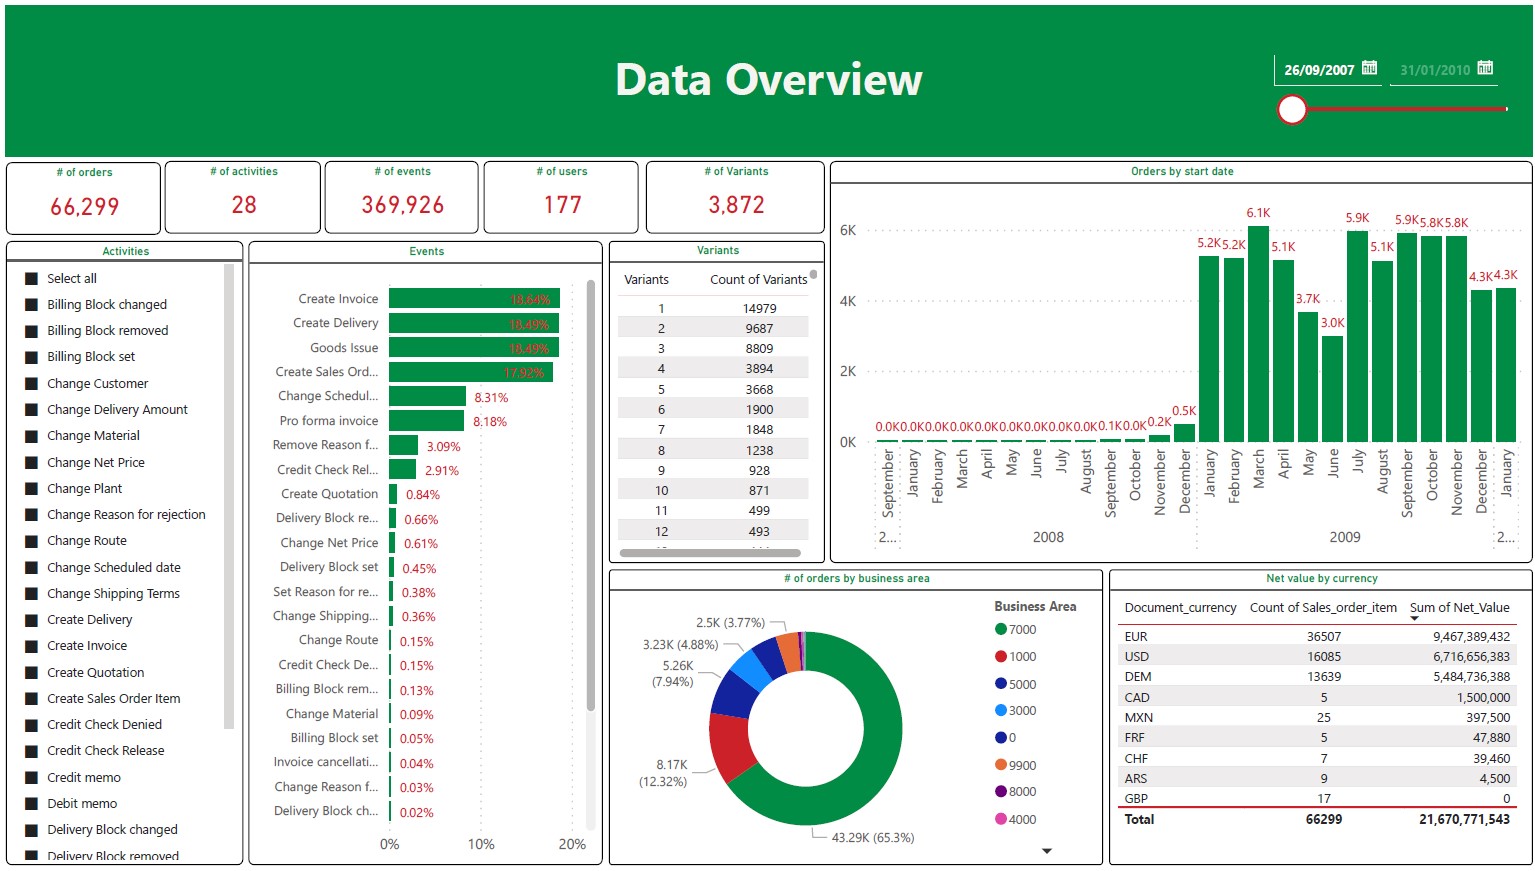 Data Overview
26/09/2007
31/01/2010
# of orders
66,299
# of activities
28
# of events
369,926
# of users
177
# of Variants
3,872
Activities
Select all
Billing Block changed
Billing Block removed
Billing Block set
Change Customer
Change Delivery Amount
Change Material
Change Net Price
Change Plant
Change Reason for rejection
Change Route
Change Scheduled date
Change Shipping Terms
Create Delivery
Create Invoice
Create Quotation
Create Sales Order Item
Credit Check Denied
Credit Check Release
Credit memo
Debit memo
Delivery Block changed
Delivery Block removed
Events
Create Invoice 18.64%
Create Delivery 18.49%
Goods Issue 18.49%
Create Sales Ord... 17.92%
Change Schedul... 8.31%
Pro forma invoice 8.18%
Remove Reason f... 3.09%
Credit Check Rel... 2.91%
Create Quotation 0.84%
Delivery Block re... 0.66%
Change Net Price 0.61%
Delivery Block set 0.45%
Set Reason for re... 0.38%
Change Shipping... 0.36%
Change Route 0.15%
Credit Check De... 0.15%
Billing Block rem... 0.13%
Change Material 0.09%
Billing Block set 0.05%
Invoice cancellati... 0.04%
Change Reason f... 0.03%
Delivery Block ch... 0.02%
0% 10% 20%
Variants
Variants Count of Variants
1 14979
2 9687
3 8809
4 3894
5 3668
6 1900
7 1848
8 1238
9 928
10 871
11 499
12 493
Orders by start date
6K
4K
2K
0K
0.0K 0.0K 0.0K 0.0K 0.0K 0.0K 0.0K 0.0K 0.0K 0.1K 0.0K 0.2K 0.5K 5.2K 5.2K 6.1K 5.1K 3.7K 3.0K 5.9K 5.1K 5.9K 5.8K 5.8K 4.3K 4.3K
September January February March April May June July August September October November December January February March April May June July August September October November December January
2... 2008 2009 2...
# of orders by business area
2.5K (3.77%)
3.23K (4.88%)
5.26K
(7.94%)
8.17K
(12.32%)
43.29K (65.3%)
Business Area
7000
1000
5000
3000
0
9900
8000
4000
Net value by currency
Document_currency Count of Sales_order_item Sum of Net_Value
EUR 36507 9,467,389,432
USD 16085 6,716,656,383
DEM 13639 5,484,736,388
CAD 5 1,500,000
MXN 25 397,500
FRF 5 47,880
CHF 7 39,460
ARS 9 4,500
GBP 17 0
Total 66299 21,670,771,543